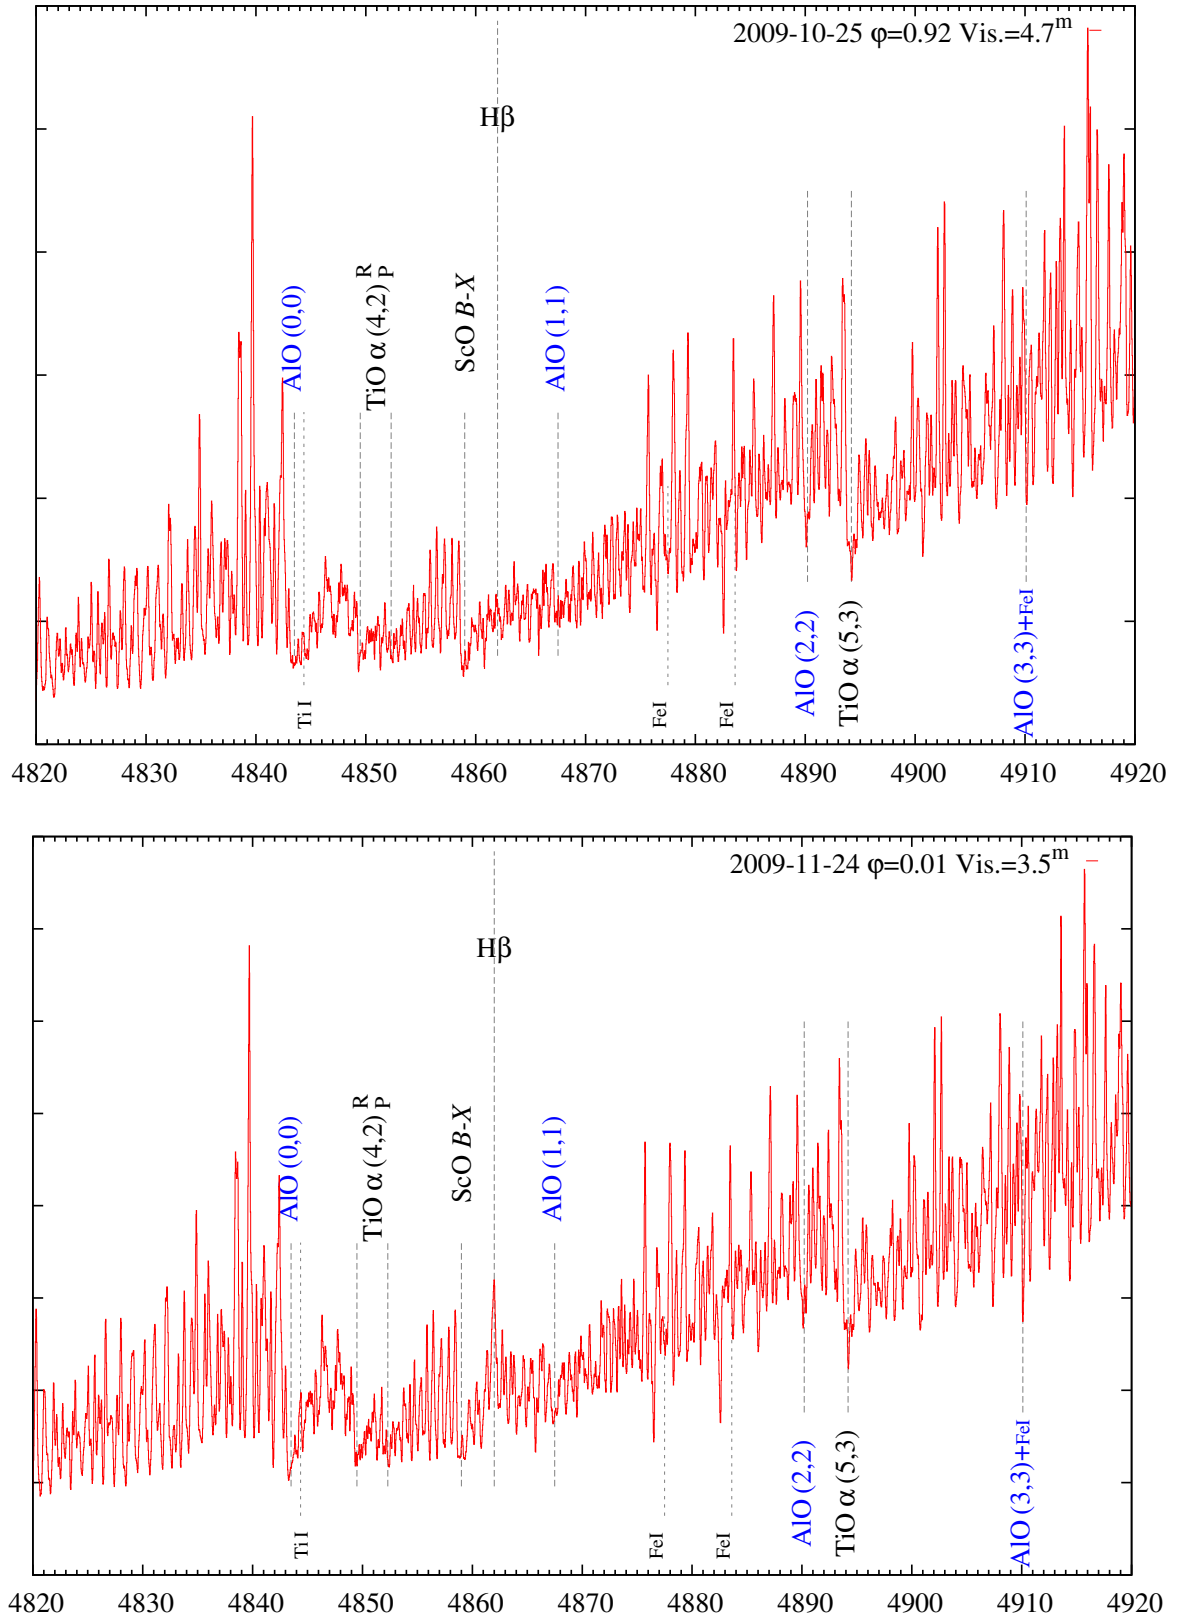 2009-10-25 φ=0.92 Vis.=4.7m
Hβ
AlO (0,0)
TiO α (4,2) R P
ScO B-X
AlO (1,1)
Ti I
FeI
FeI
AlO (2,2)
TiO α (5,3)
AlO (3,3)+FeI
4820 4830 4840 4850 4860 4870 4880 4890 4900 4910 4920
2009-11-24 φ=0.01 Vis.=3.5m
Hβ
AlO (0,0)
TiO α (4,2) R P
ScO B-X
AlO (1,1)
Ti I
FeI
FeI
AlO (2,2)
TiO α (5,3)
AlO (3,3)+FeI
4820 4830 4840 4850 4860 4870 4880 4890 4900 4910 4920